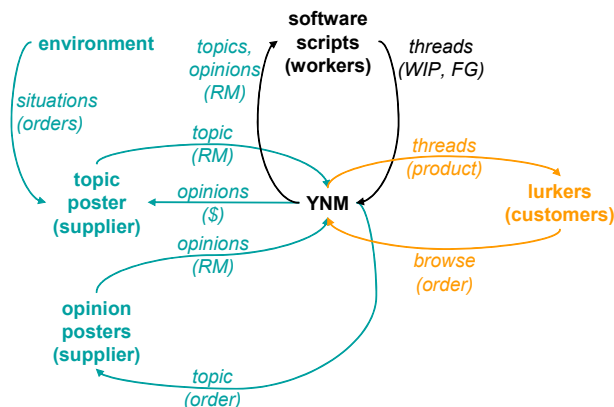 software
scripts
(workers)
environment
topics,
opinions
(RM)
threads
(WIP, FG)
situations
(orders)
topic
(RM)
threads
(product)
topic
poster
(supplier)
opinions
($)
YNM
lurkers
(customers)
opinions
(RM)
browse
(order)
opinion
posters
(supplier)
topic
(order)